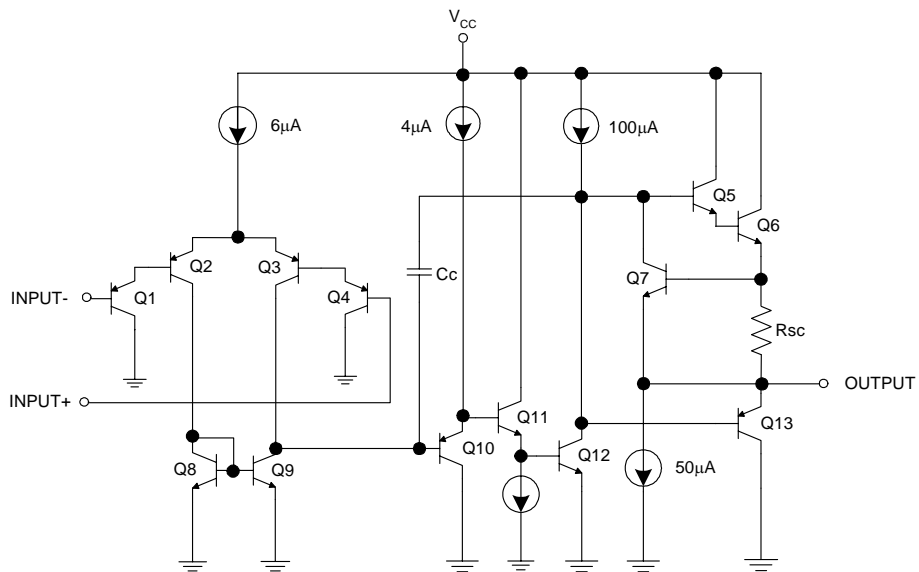 VCC
6μA
4μA
100μA
Q5
Q6
Q2
Q3
Cc
Q7
INPUT-
Q1
Q4
Rsc
OUTPUT
INPUT+
Q11
Q13
Q8
Q9
Q10
Q12
50μA